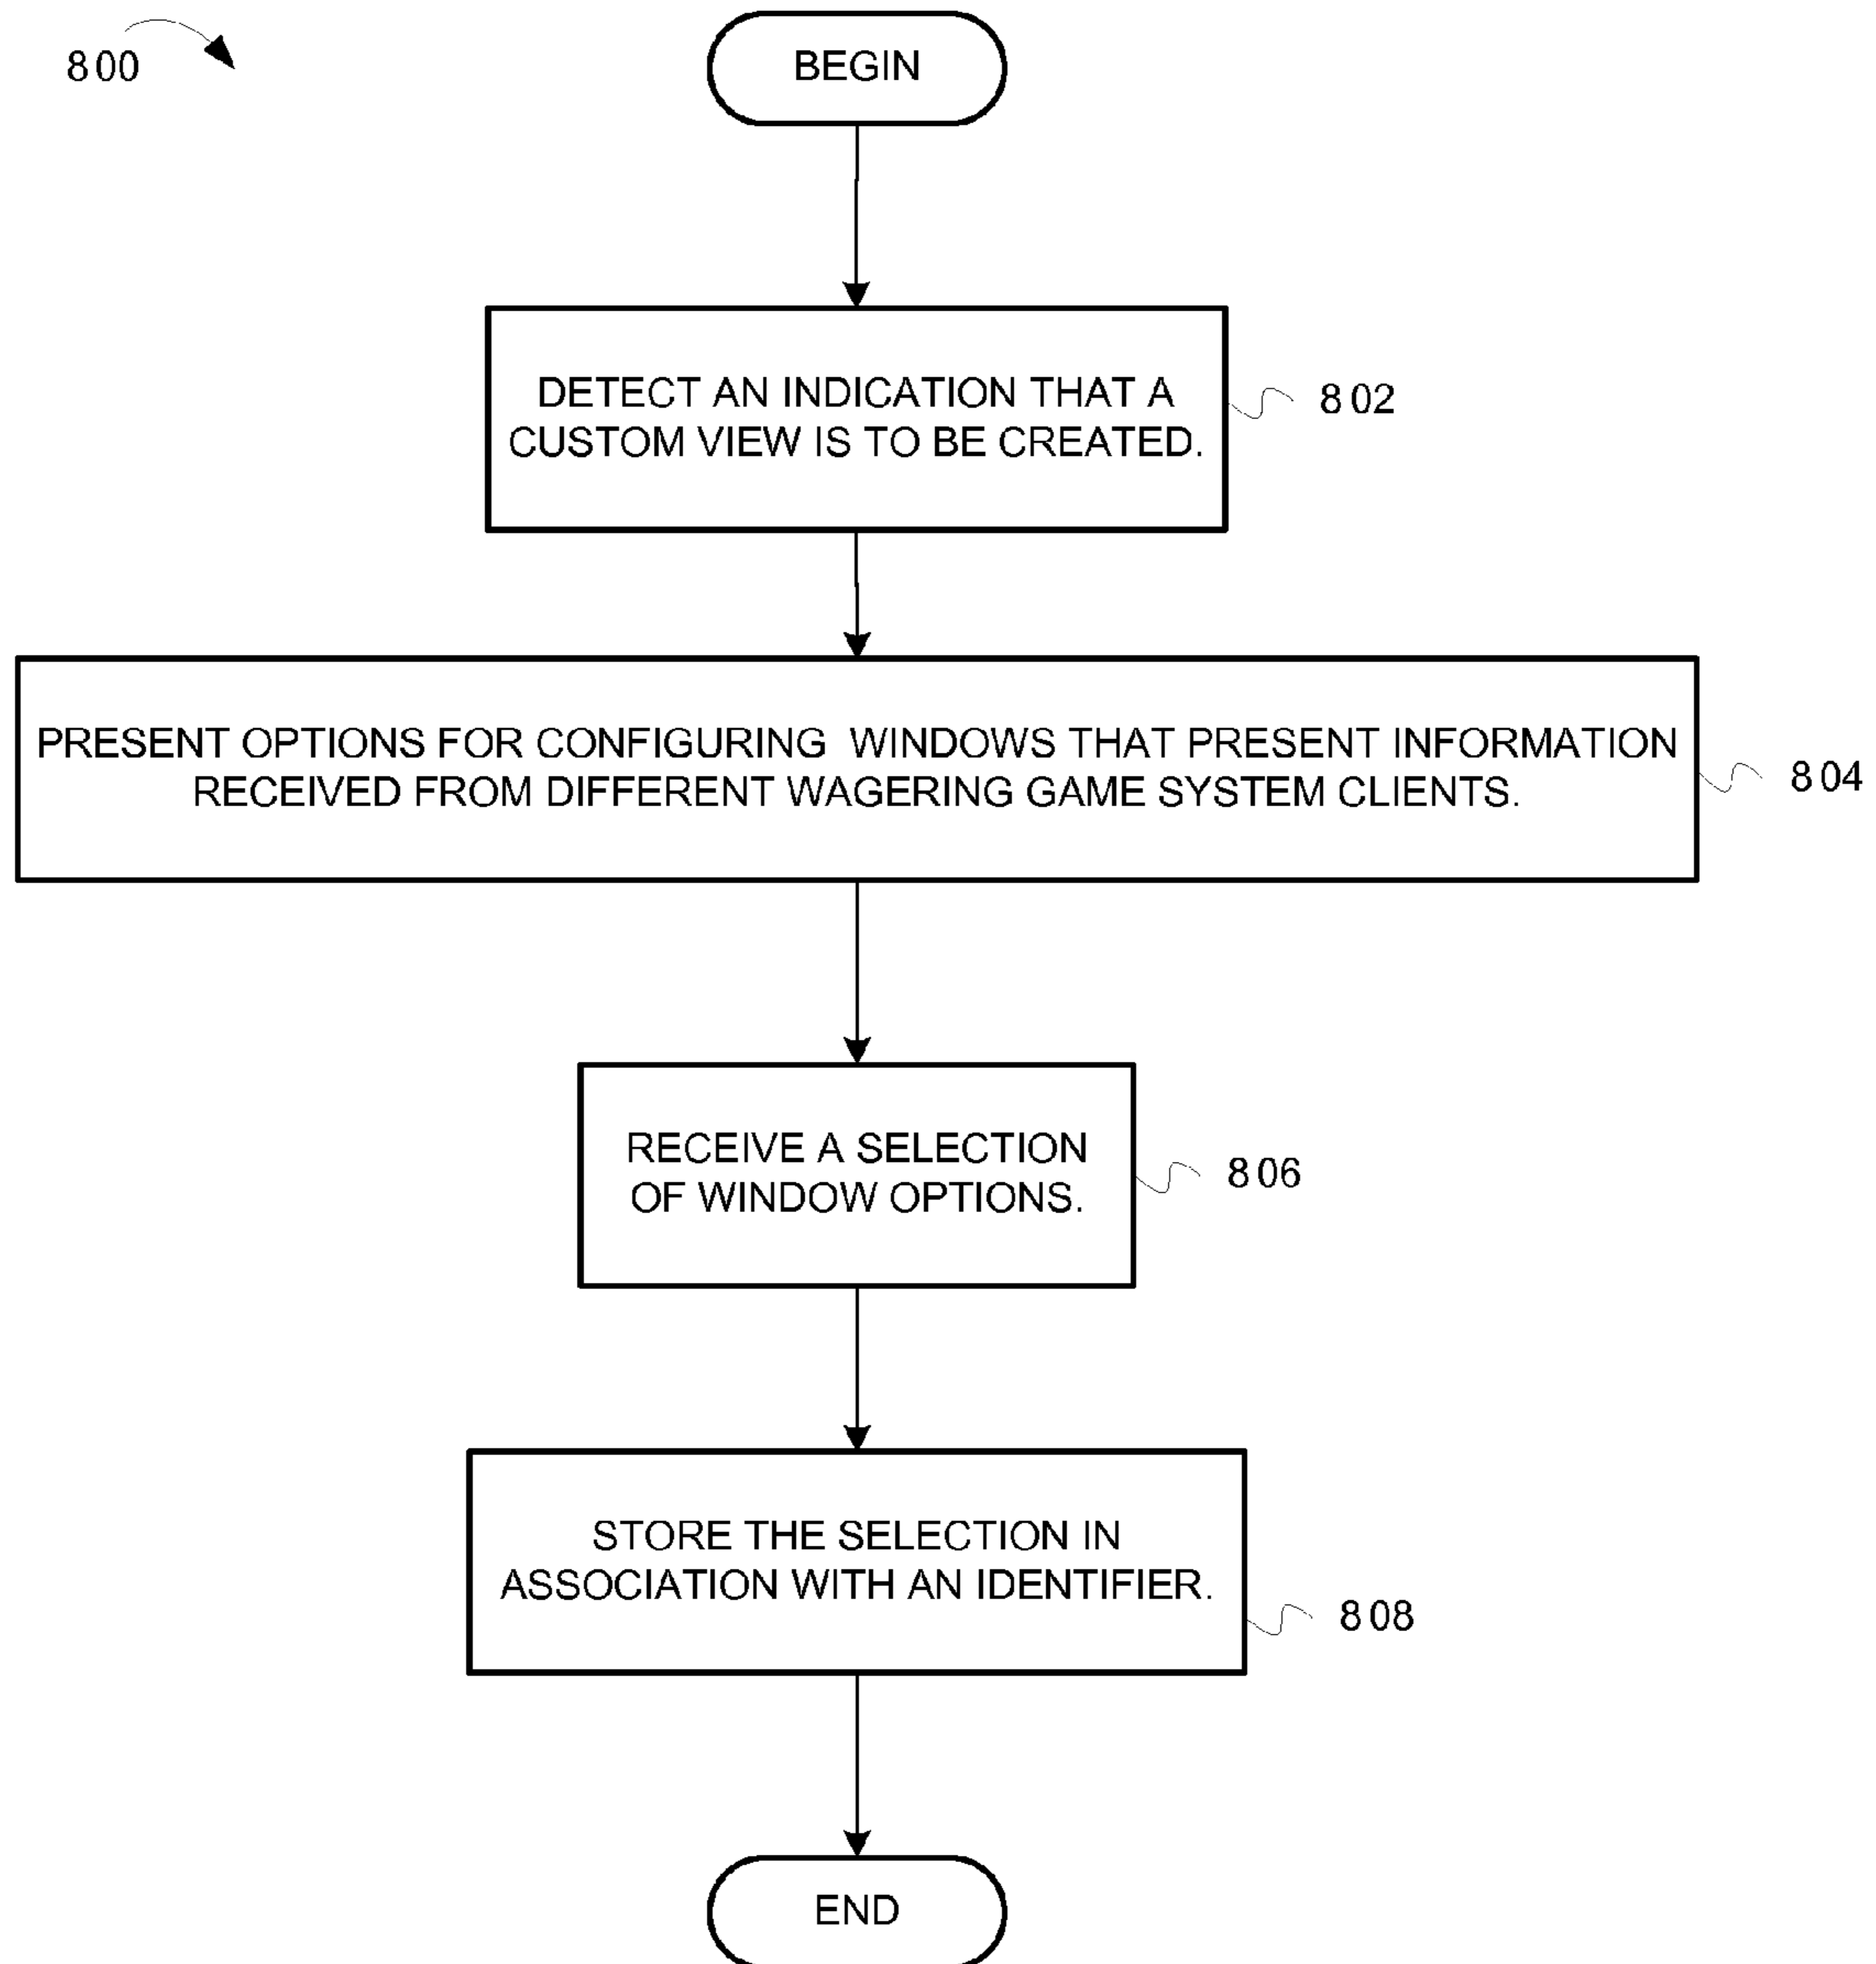 800
BEGIN
DETECT AN INDICATION THAT A
CUSTOM VIEW IS TO BE CREATED.
802
PRESENT OPTIONS FOR CONFIGURING WINDOWS THAT PRESENT INFORMATION
RECEIVED FROM DIFFERENT WAGERING GAME SYSTEM CLIENTS.
804
RECEIVE A SELECTION
OF WINDOW OPTIONS.
806
STORE THE SELECTION IN
ASSOCIATION WITH AN IDENTIFIER.
808
END